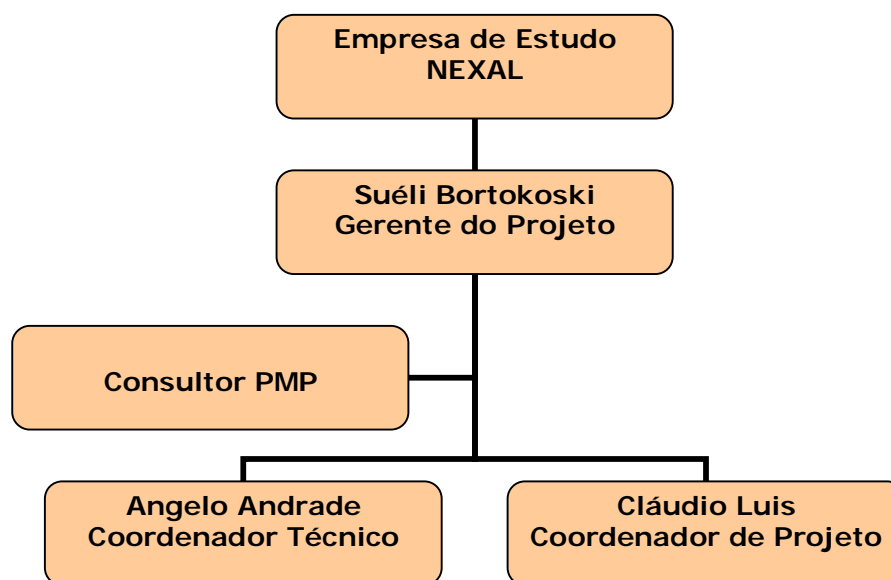 Empresa de Estudo
NEXAL
Suéli Bortokoski
Gerente do Projeto
Consultor PMP
Angelo Andrade
Coordenador Técnico
Cláudio Luis
Coordenador de Projeto